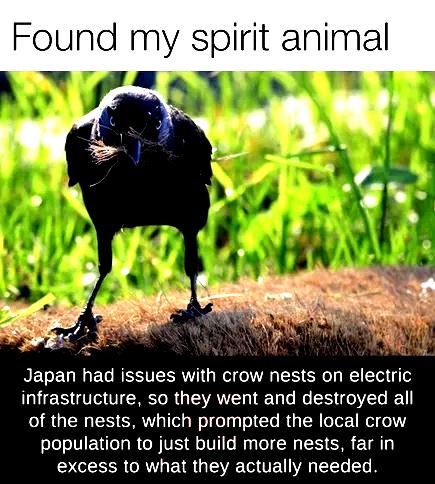 Found my spirit animal
Japan had issues with crow nests on electric
infrastructure, so they went and destroyed all
of the nests, which prompted the local crow
population to just build more nests, far in
excess to what they actually needed.